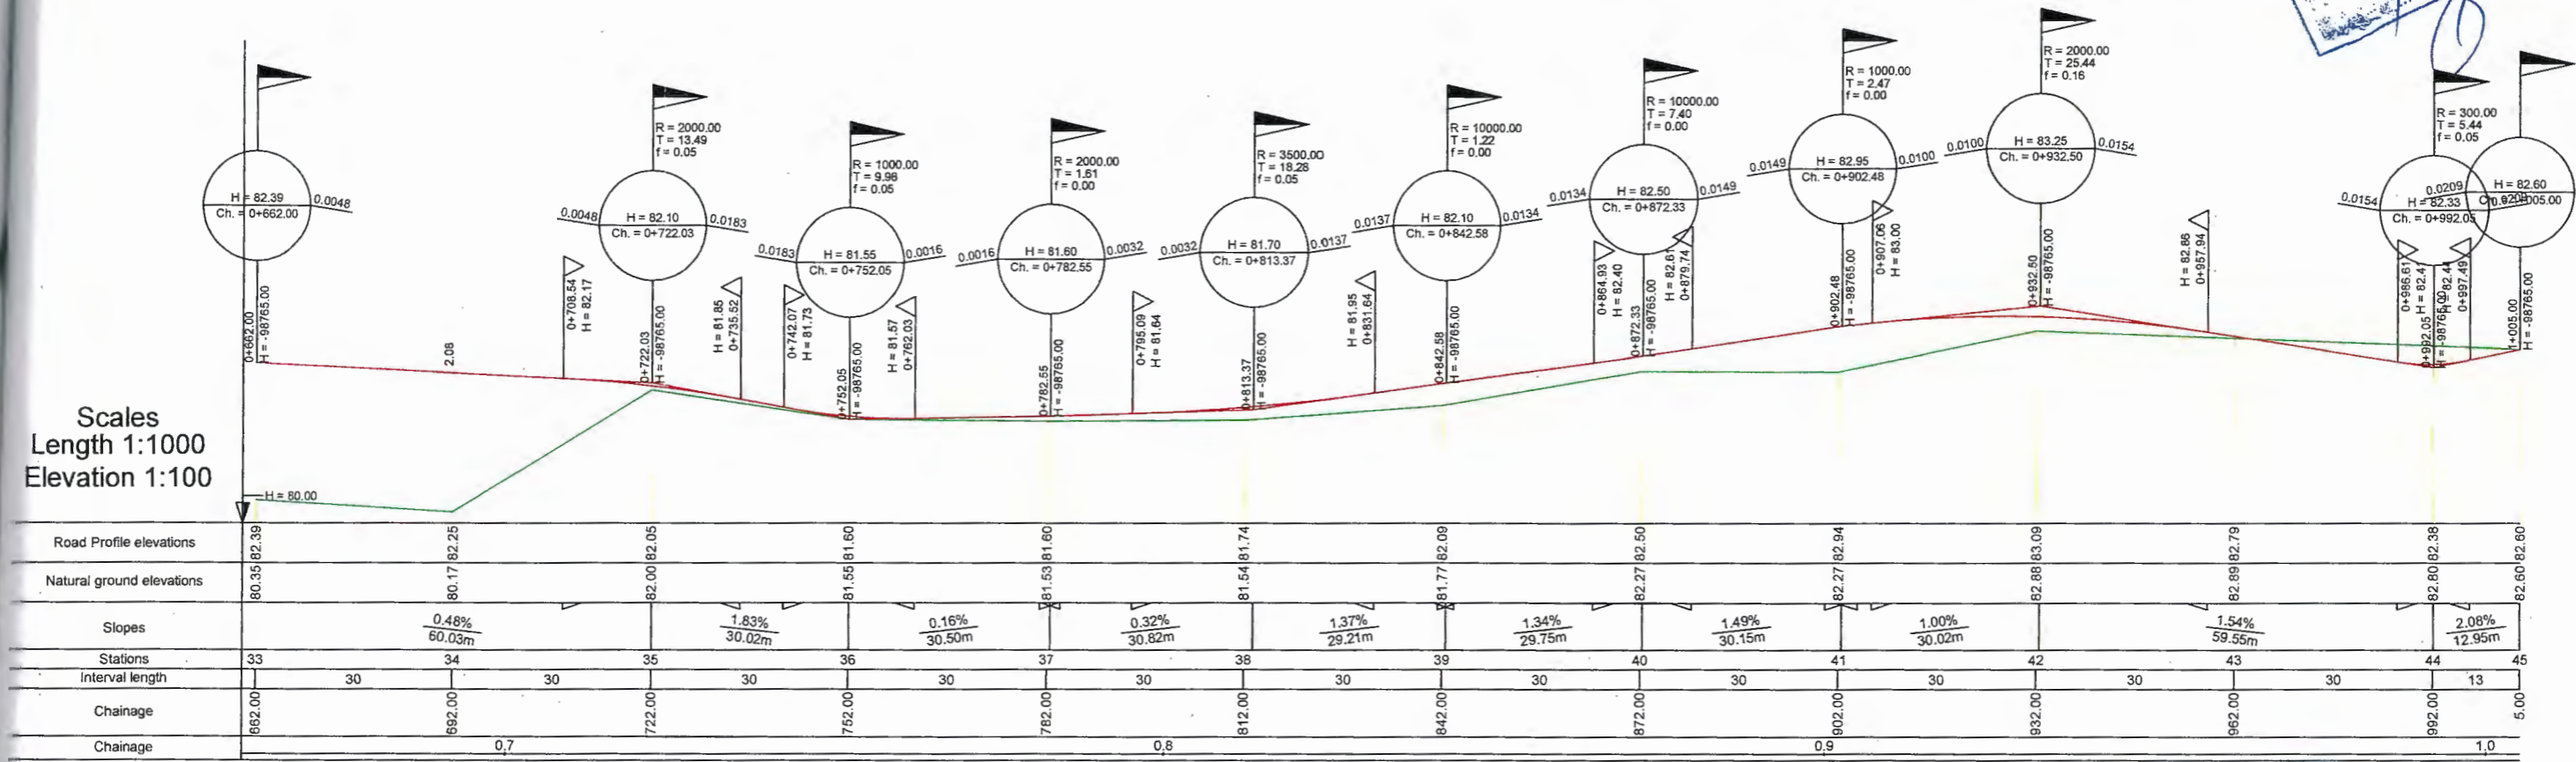 R = 2000.00
T = 13.49
f = 0.05
R = 1000.00
T = 9.98
f = 0.05
R = 2000.00
T = 1.61
f = 0.00
R = 3500.00
T = 18.28
f = 0.05
R = 10000.00
T = 1.22
f = 0.00
R = 10000.00
T = 7.40
f = 0.00
R = 1000.00
T = 2.47
f = 0.00
R = 2000.00
T = 25.44
f = 0.16
R = 300.00
T = 5.44
f = 0.05
H = 82.39
Ch. = 0+662.00
0.0048
0.0048
H = 82.10
Ch. = 0+722.03
0.0183
0.0183
H = 81.55
Ch. = 0+752.05
0.0016
0.0016
H = 81.60
Ch. = 0+782.55
0.0032
0.0032
H = 81.70
Ch. = 0+813.37
0.0137
0.0137
H = 82.10
Ch. = 0+842.58
0.0134
0.0134
H = 82.50
Ch. = 0+872.33
0.0149
0.0149
H = 82.95
Ch. = 0+902.48
0.0100
0.0100
H = 83.25
Ch. = 0+932.50
0.0154
0.0154
H = 82.33
Ch. = 0+992.05
0.0209
H = 82.60
0+662.00
H = -98765.00
2.08
0+708.54
H = 82.17
0+722.03
H = -98765.00
H = 81.85
0+735.52
0+742.07
H = 81.73
0+752.05
H = -98765.00
H = 81.57
0+762.03
0+782.55
H = -98765.00
0+795.09
H = 81.64
0+813.37
H = -98765.00
H = 81.95
0+831.64
0+842.58
H = -98765.00
0+864.93
H = 82.40
0+872.33
H = -98765.00
H = 82.61
0+879.74
0+902.48
H = -98765.00
0+907.06
H = 83.00
0+932.50
H = -98765.00
H = 82.86
0+957.94
0+986.61
H = 82.41
0+992.05
H = -98765.00
H = 82.44
0+997.49
1+005.00
H = -98765.00
Scales
Length 1:1000
Elevation 1:100
H = 80.00
Road Profile elevations 82.39 82.25 82.05 81.60 81.60 81.74 82.09 82.50 82.94 83.09 82.79 82.38 82.60
Natural ground elevations 80.35 80.17 82.00 81.55 81.53 81.54 81.77 82.27 82.27 82.88 82.89 82.80 82.60
Slopes 0.48% 1.83% 0.16% 0.32% 1.37% 1.34% 1.49% 1.00% 1.54% 2.08%
60.03m 30.02m 30.50m 30.82m 29.21m 29.75m 30.15m 30.02m 59.55m 12.95m
Stations 33 34 35 36 37 38 39 40 41 42 43 44 45
Interval length 30 30 30 30 30 30 30 30 30 30 30 13
Chainage 662.00 692.00 722.00 752.00 782.00 812.00 842.00 872.00 902.00 932.00 962.00 992.00 5.00
Chainage 0,7 0,8 0,9 1,0